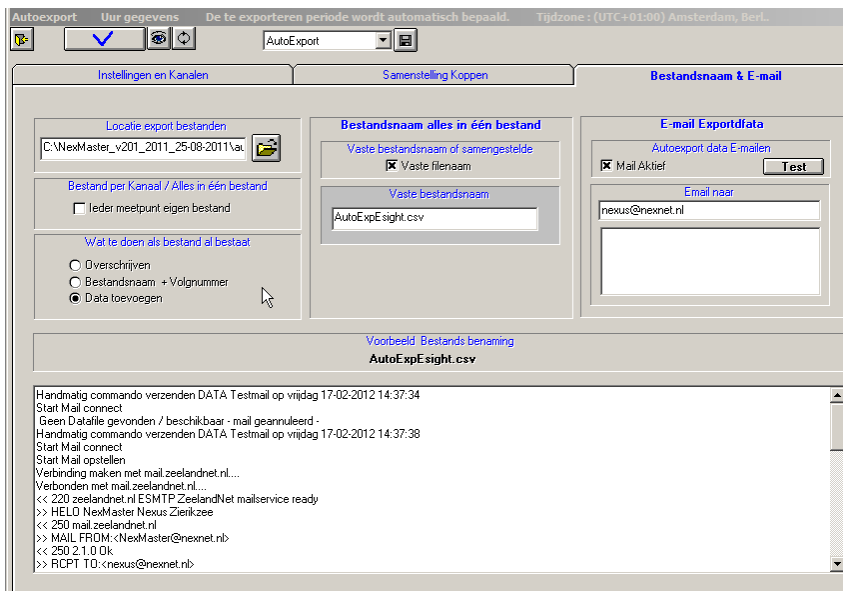 Autoexport Uur gegevens De te exporteren periode wordt automatisch bepaald. Tijdzone : (UTC+01:00) Amsterdam, Berl..
AutoExport
Instellingen en Kanalen
Samenstelling Koppen
Bestandsnaam & E-mail
Locatie export bestanden
C:\NexMaster_v201_2011_25-08-2011\au
Bestand per Kanaal / Alles in één bestand
Ieder meetpunt eigen bestand
Wat te doen als bestand al bestaat
Overschrijven
Bestandsnaam + Volgnummer
Data toevoegen
Bestandsnaam alles in één bestand
Vaste bestandsnaam of samengestelde
Vaste filenaam
Vaste bestandsnaam
AutoExpEsight.csv
E-mail Exportdfata
Autoexport data E-mailen
Mail Aktief
Test
Email naar
nexus@nexnet.nl
Voorbeeld Bestands benaming
AutoExpEsight.csv
Handmatig commando verzenden DATA Testmail op vrijdag 17-02-2012 14:37:34
Start Mail connect
Geen Datafile gevonden / beschikbaar - mail geannuleerd -
Handmatig commando verzenden DATA Testmail op vrijdag 17-02-2012 14:37:38
Start Mail connect
Start Mail opstellen
Verbinding maken met mail.zeelandnet.nl....
Verbonden met mail.zeelandnet.nl....
<< 220 zeelandnet.nl ESMTP ZeelandNet mailservice ready
>> HELO NexMaster Nexus Zierikzee
<< 250 mail.zeelandnet.nl
>> MAIL FROM:<NexMaster@nexnet.nl>
<< 250 2.1.0 Ok
>> RCPT TO:<nexus@nexnet.nl>